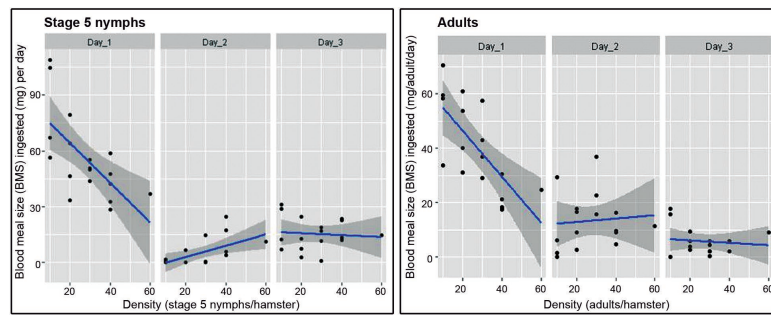 Stage 5 nymphs
Day_1 Day_2 Day_3
Blood meal size (BMS) ingested (mg) per day
90
60
30
0
20 40 60 20 40 60 20 40 60
Density (stage 5 nymphs/hamster)
Adults
Day_1 Day_2 Day_3
Blood meal size (BMS) ingested (mg/adult/day)
60
40
20
0
20 40 60 20 40 60 20 40 60
Density (adults/hamster)